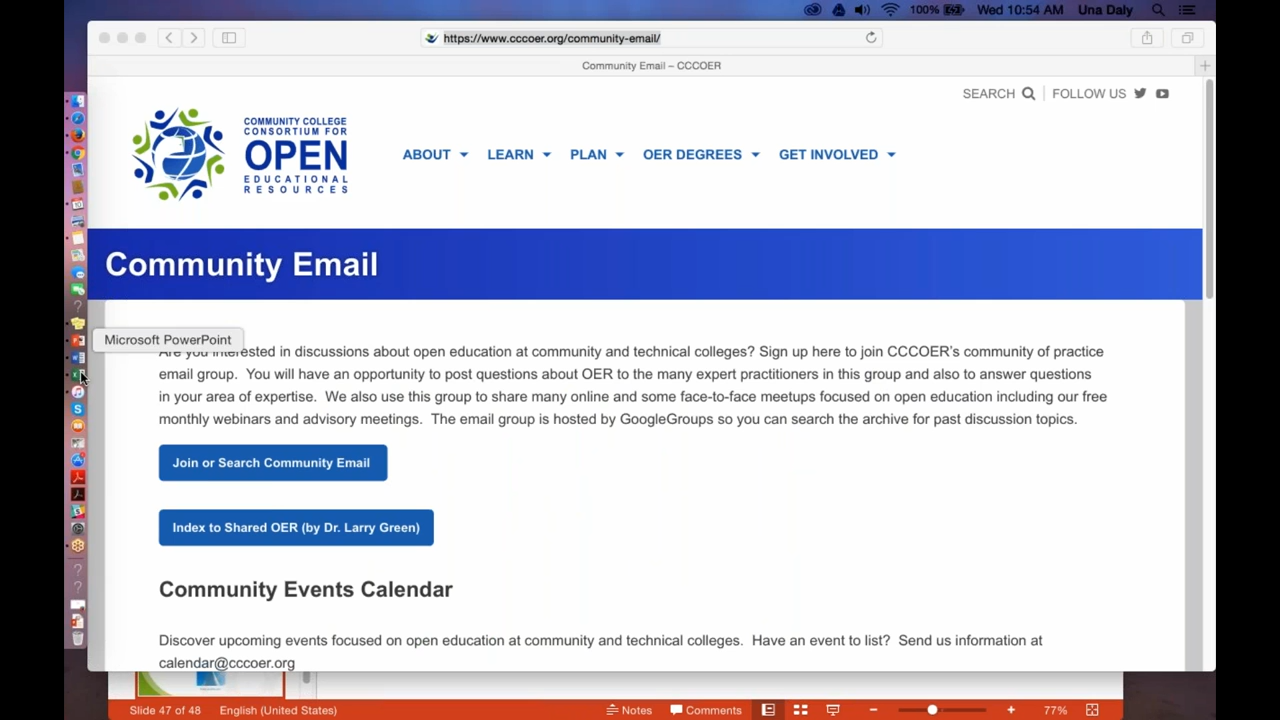 100% Wed 10:54 AM Una Daly
https://www.cccoer.org/community-email/
Community Email – CCCOER
SEARCH FOLLOW US
COMMUNITY COLLEGE
CONSORTIUM FOR
OPEN
EDUCATIONAL
RESOURCES
ABOUT LEARN PLAN OER DEGREES GET INVOLVED
Community Email
Microsoft PowerPoint
Are you interested in discussions about open education at community and technical colleges? Sign up here to join CCCOER's community of practice
email group. You will have an opportunity to post questions about OER to the many expert practitioners in this group and also to answer questions
in your area of expertise. We also use this group to share many online and some face-to-face meetups focused on open education including our free
monthly webinars and advisory meetings. The email group is hosted by GoogleGroups so you can search the archive for past discussion topics.
Join or Search Community Email
Index to Shared OER (by Dr. Larry Green)
Community Events Calendar
Discover upcoming events focused on open education at community and technical colleges. Have an event to list? Send us information at
calendar@cccoer.org
Slide 47 of 48 English (United States) Notes Comments 77%